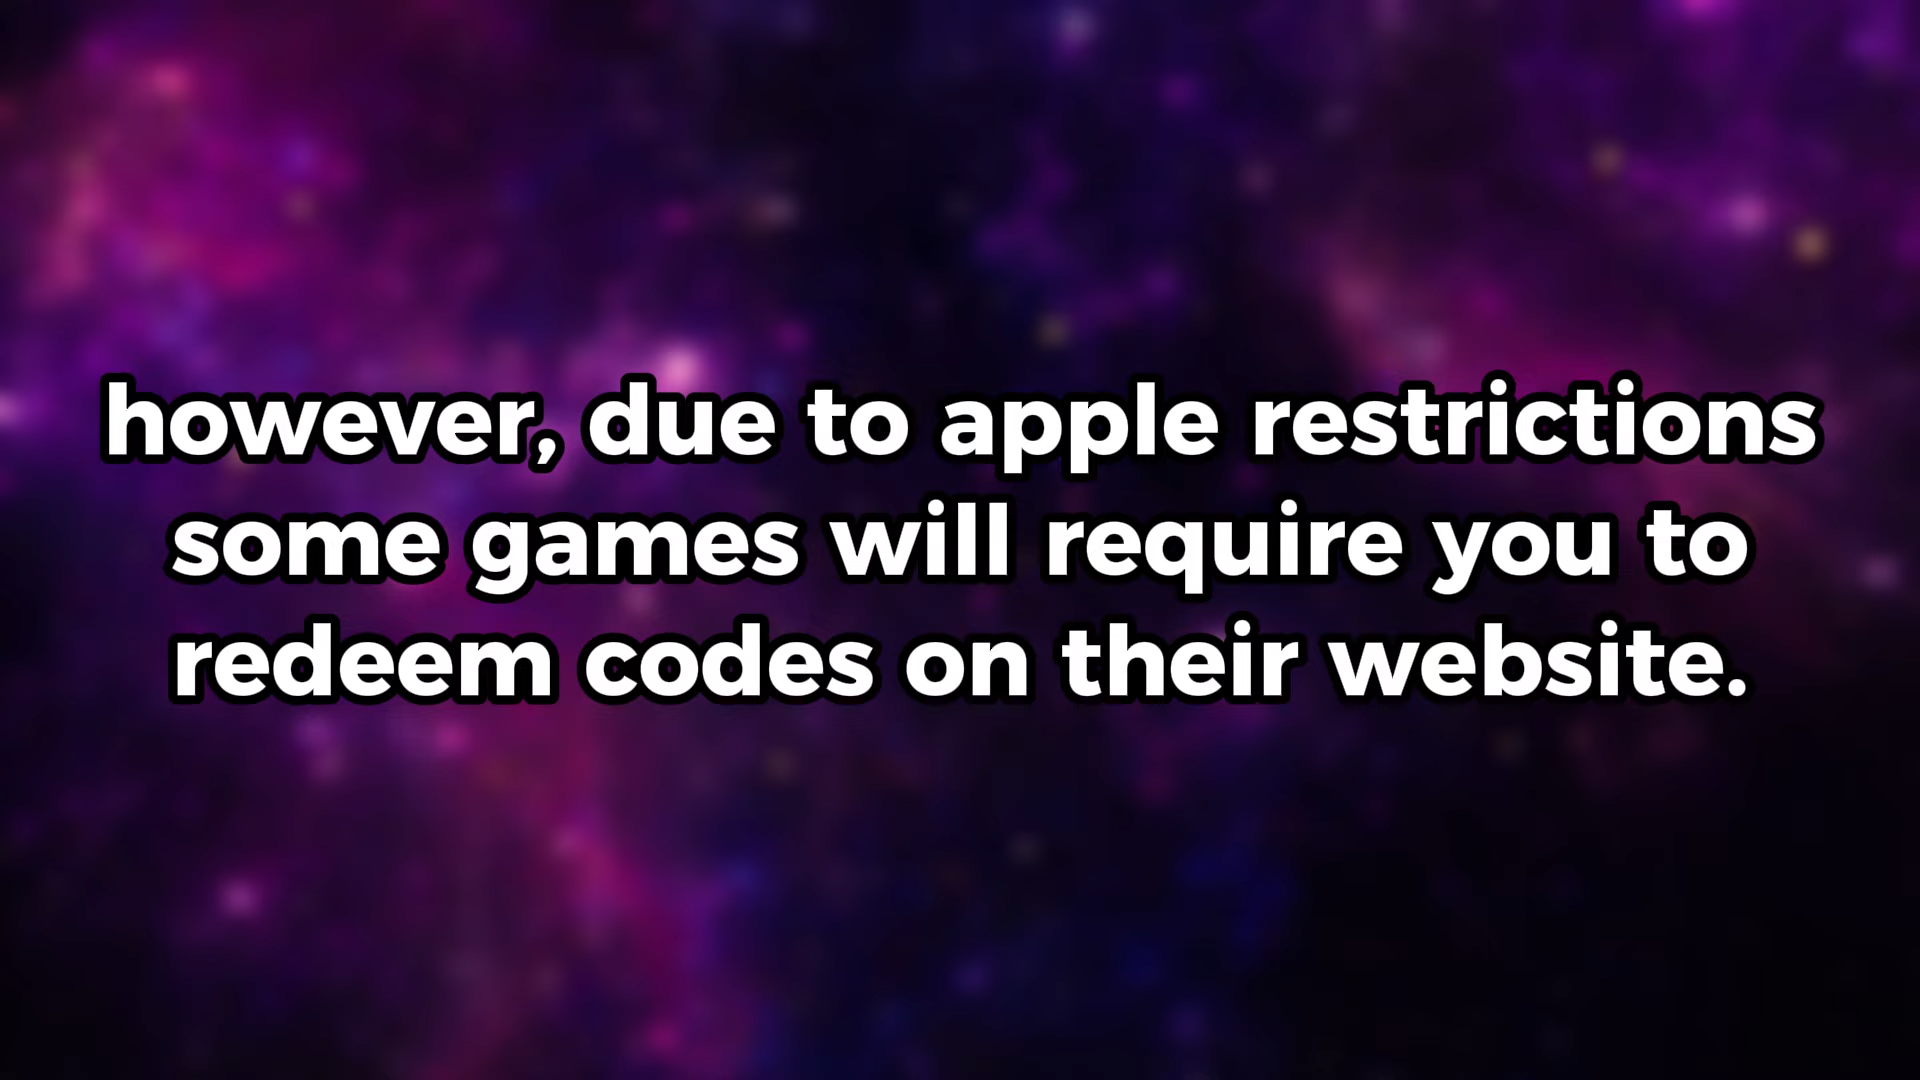 however, due to apple restrictions
some games will require you to
redeem codes on their website.